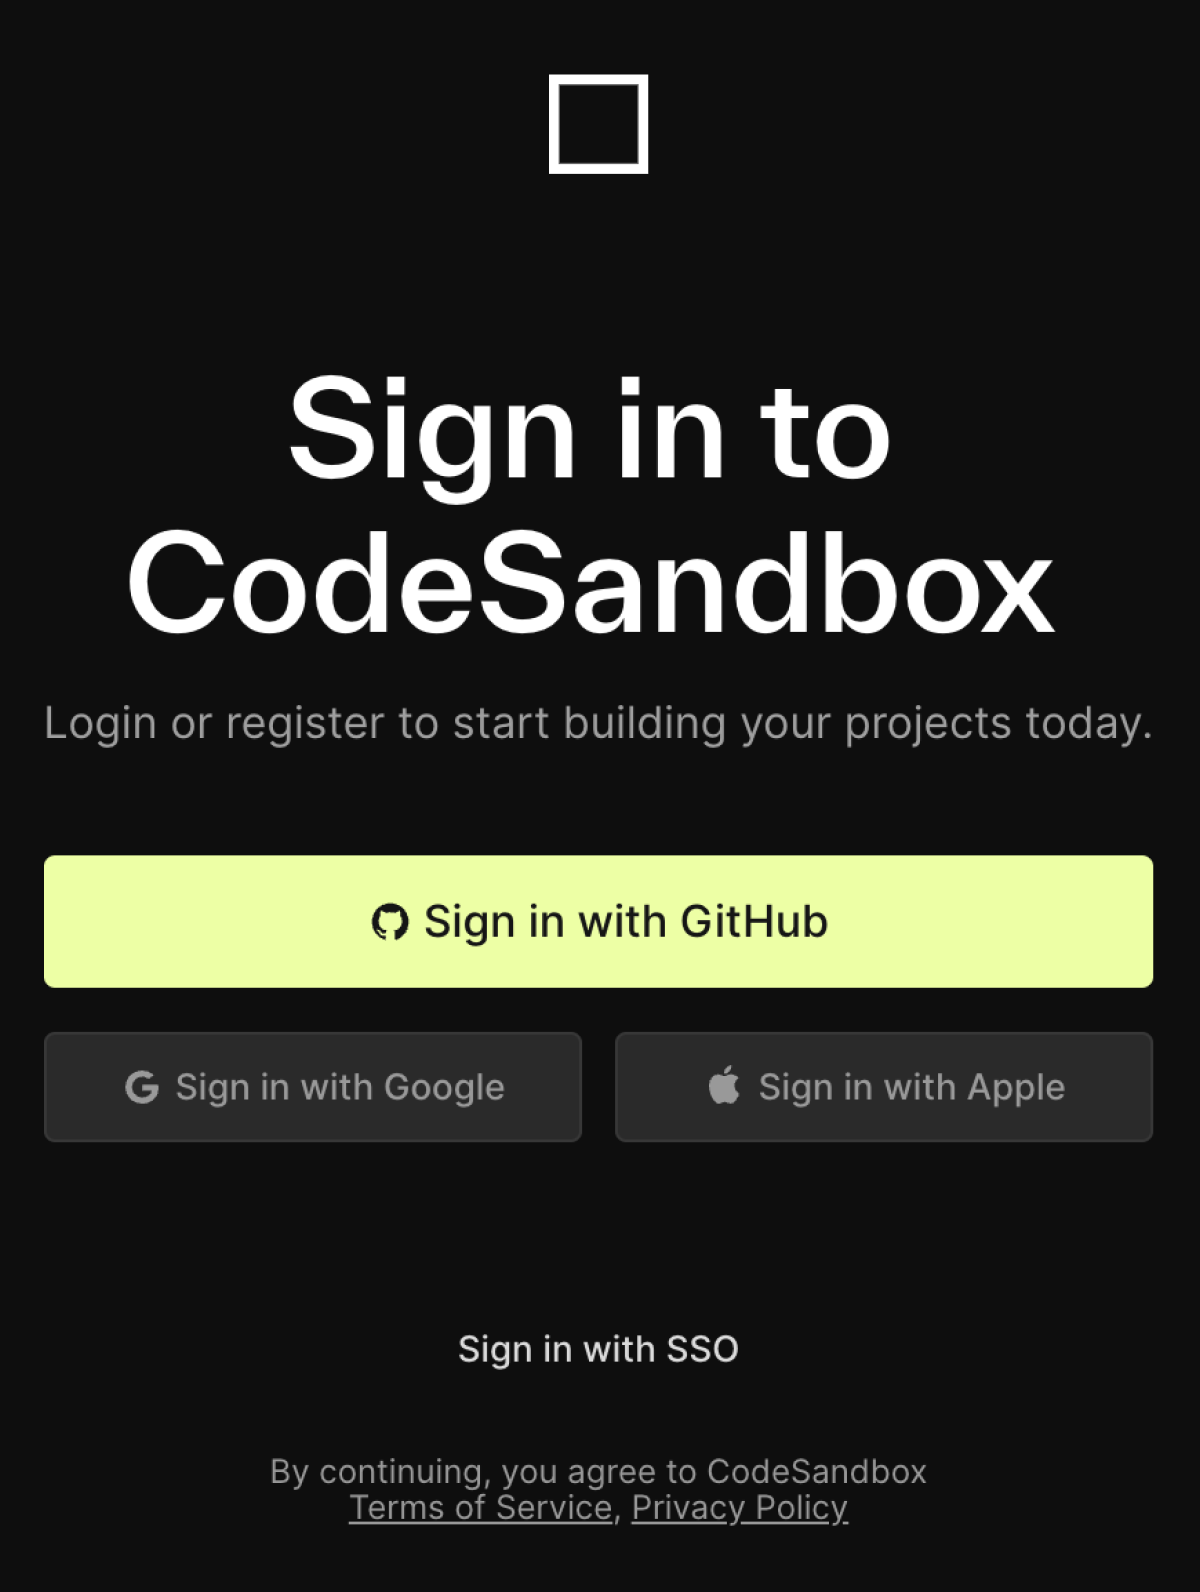 Sign in to
CodeSandbox
Login or register to start building your projects today.
Sign in with GitHub
Sign in with Google
Sign in with Apple
Sign in with SSO
By continuing, you agree to CodeSandbox
Terms of Service, Privacy Policy